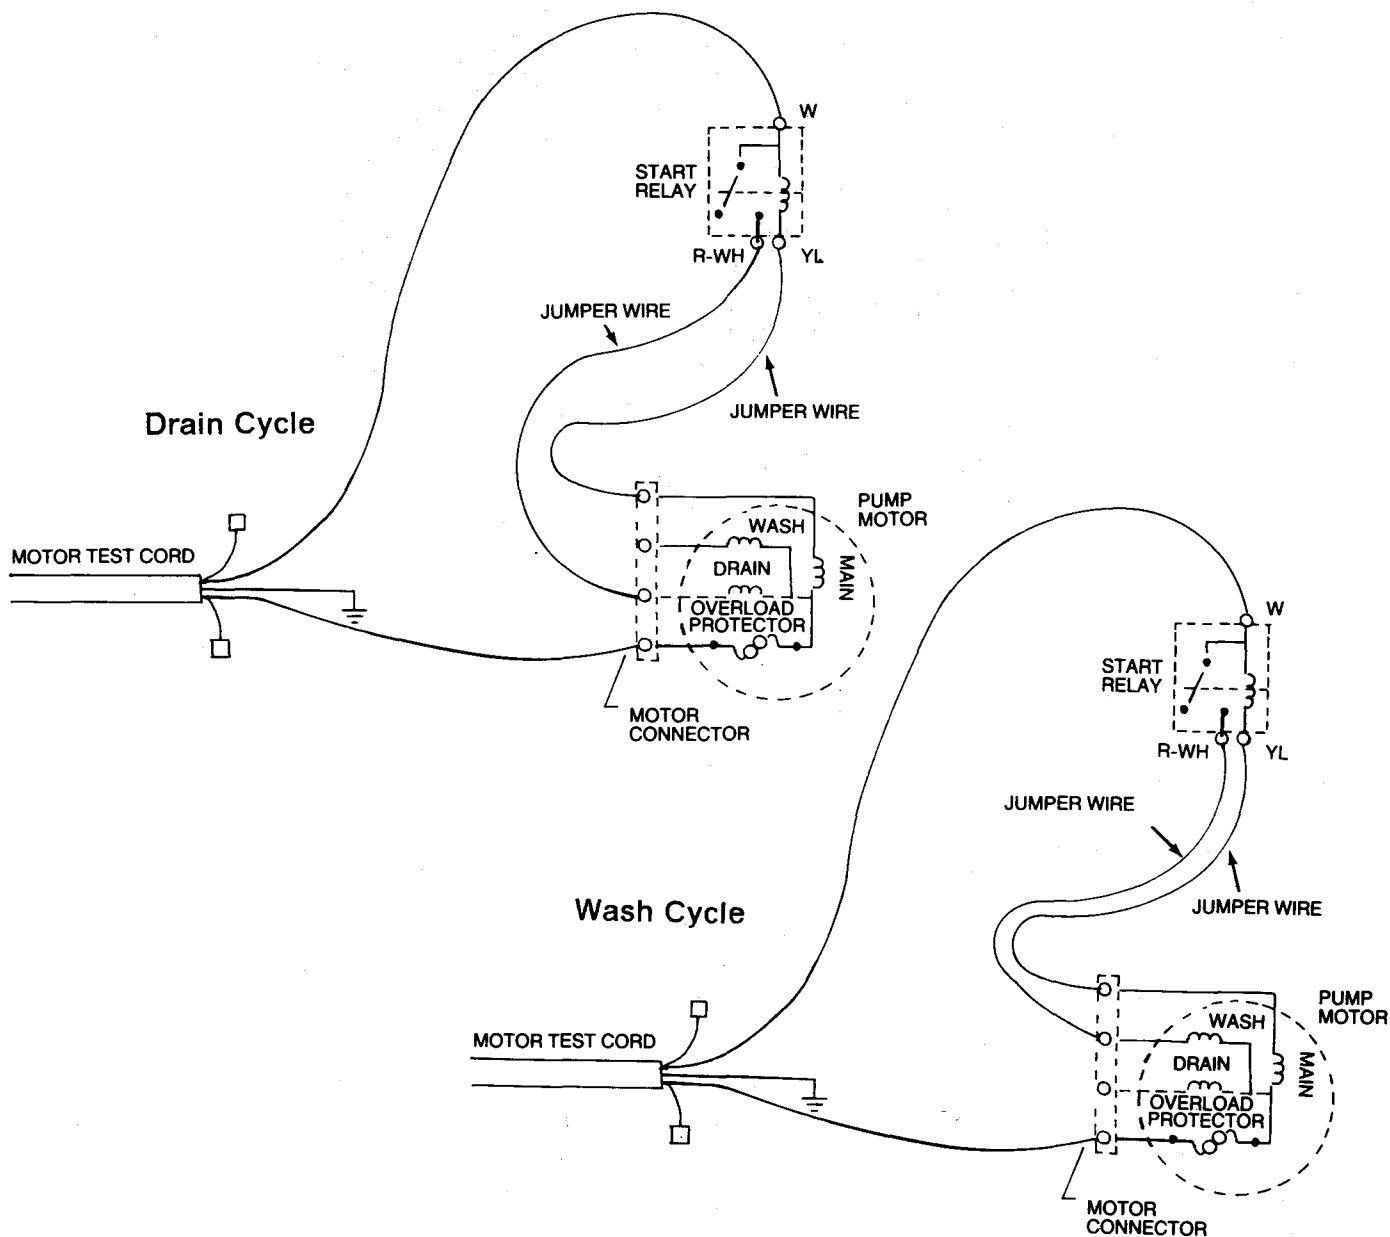 W
START
RELAY
R-WH
YL
JUMPER WIRE
JUMPER WIRE
Drain Cycle
PUMP
MOTOR
WASH
MOTOR TEST CORD
DRAIN
MAIN
OVERLOAD
PROTECTOR
MOTOR
CONNECTOR
W
START
RELAY
R-WH
YL
JUMPER WIRE
JUMPER WIRE
Wash Cycle
PUMP
MOTOR
WASH
MOTOR TEST CORD
DRAIN
MAIN
OVERLOAD
PROTECTOR
MOTOR
CONNECTOR